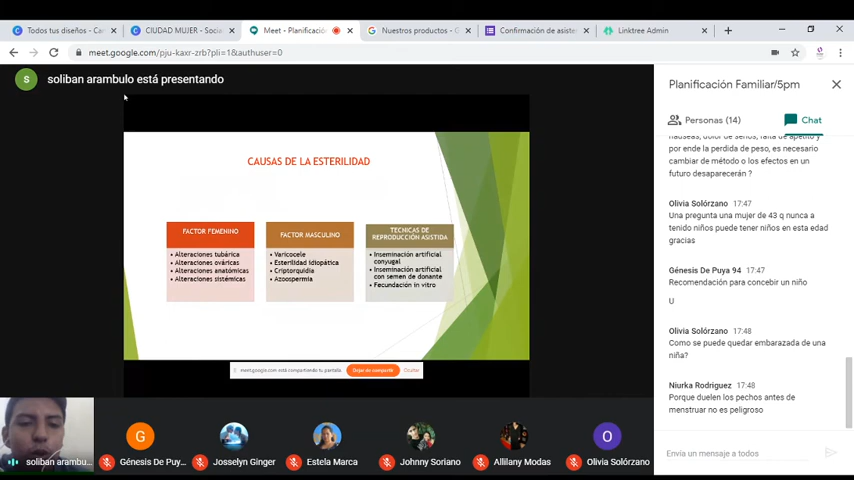 Todos tus diseños - Can
CIUDAD MUJER - Socia
Meet - Planificació
Nuestros productos - G
Confirmación de asiste
Linktree Admin
meet.google.com/pju-kaxr-zrb?pli=1&authuser=0
S
soliban arambulo está presentando
CAUSAS DE LA ESTERILIDAD
FACTOR FEMENINO
• Alteraciones tubárica
• Alteraciones ováricas
• Alteraciones anatómicas
• Alteraciones sistémicas
FACTOR MASCULINO
• Varicocele
• Esterilidad idiopática
• Criptorquidia
• Azoospermia
TECNICAS DE
REPRODUCCIÓN ASISTIDA
• Inseminación artificial
conyugal
• Inseminación artificial
con semen de donante
• Fecundación in vitro
meet.google.com está compartiendo tu pantalla.
Dejar de compartir
Ocultar
soliban arambu...
G
Génesis De Puy...
Josselyn Ginger
Estela Marca
Johnny Soriano
Allilany Modas
O
Olivia Solórzano
Planificación Familiar/5pm
Personas (14)
Chat
nauseas, dolor de senos, falta de apetito y
por ende la perdida de peso, es necesario
cambiar de método o los efectos en un
futuro desaparecerán ?
Olivia Solórzano 17:47
Una pregunta una mujer de 43 q nunca a
tenido niños puede tener niños en esta edad
gracias
Génesis De Puya 94 17:47
Recomendación para concebir un niño
U
Olivia Solórzano 17:48
Como se puede quedar embarazada de una
niña?
Niurka Rodriguez 17:48
Porque duelen los pechos antes de
menstruar no es peligroso
Envía un mensaje a todos